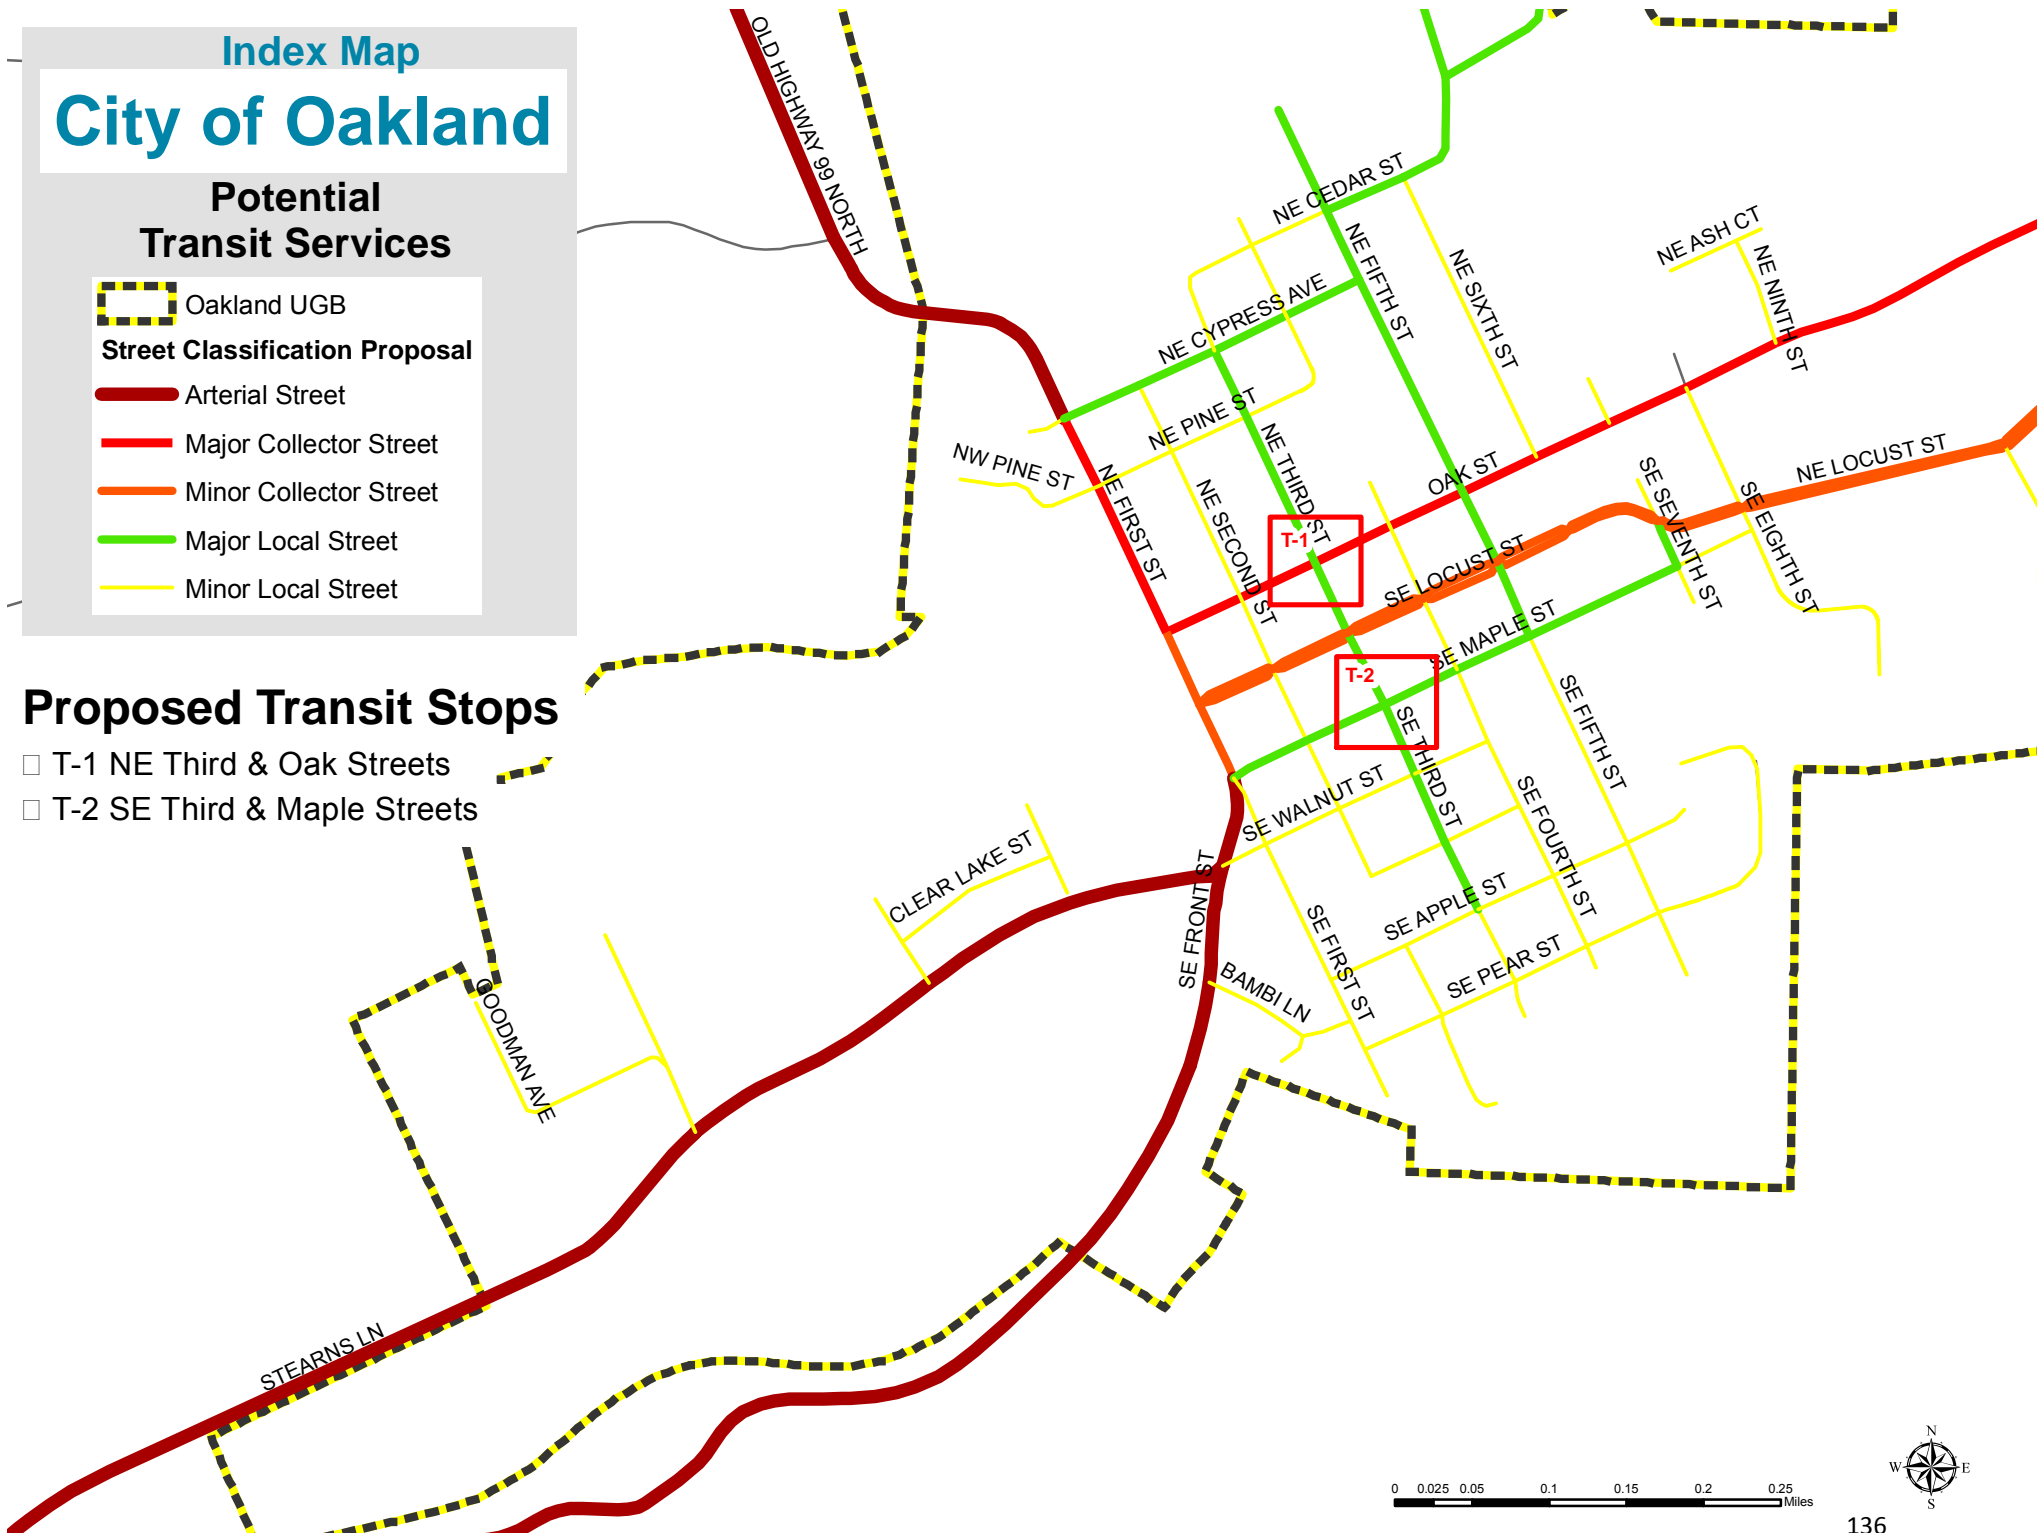 Index Map
City of Oakland
Potential
Transit Services
Oakland UGB
Street Classification Proposal
Arterial Street
Major Collector Street
Minor Collector Street
Major Local Street
Minor Local Street
Proposed Transit Stops
□ T-1 NE Third & Oak Streets
□ T-2 SE Third & Maple Streets
OLD HIGHWAY 99 NORTH
NE CEDAR ST
NE FIFTH ST
NE SIXTH ST
NE ASH CT
NE NINTH ST
NE CYPRESS AVE
NE PINE ST
NW PINE ST
NE FIRST ST
NE SECOND ST
NE THIRD ST
OAK ST
T-1
SE LOCUST ST
NE LOCUST ST
SE SEVENTH ST
SE EIGHTH ST
SE MAPLE ST
T-2
SE THIRD ST
SE FIFTH ST
SE WALNUT ST
SE FOURTH ST
CLEAR LAKE ST
SE FRONT ST
SE APPLE ST
SE FIRST ST
SE PEAR ST
BAMBI LN
GOODMAN AVE
STEARNS LN
0 0.025 0.05 0.1 0.15 0.2 0.25
Miles
N
W E
S
136